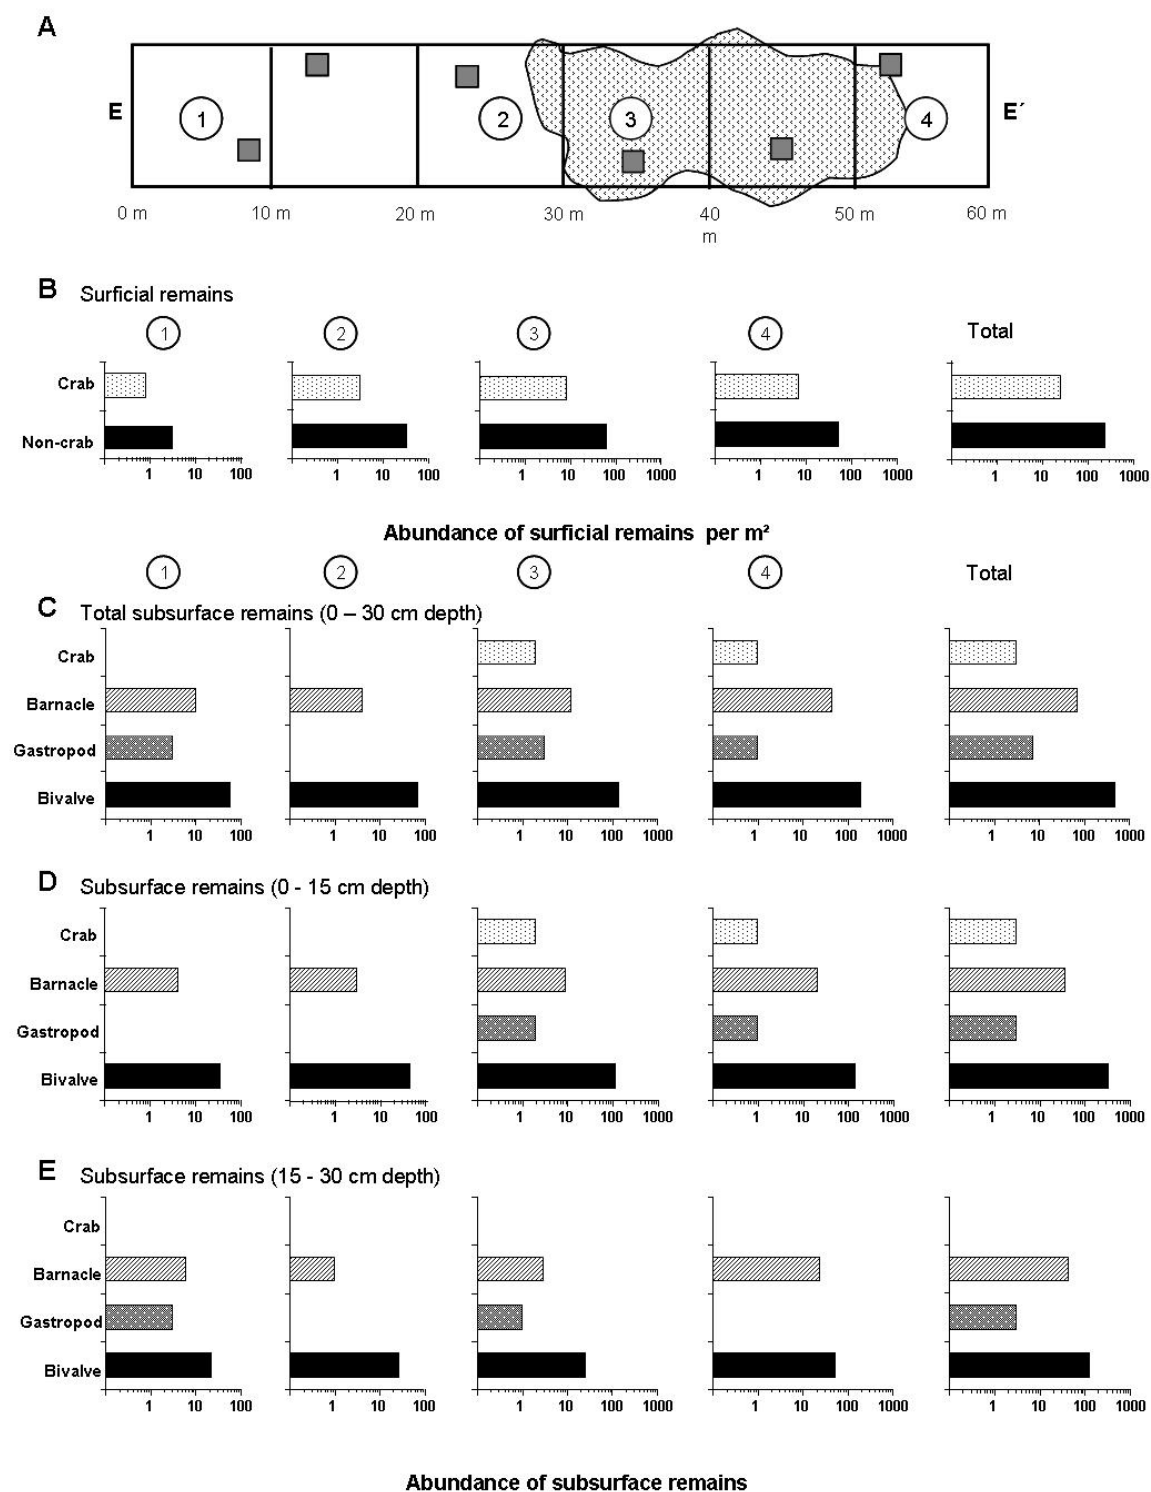 A
E 1 2 3 4 E´
0 m 10 m 20 m 30 m 40 m 50 m 60 m
B Surficial remains
1 2 3 4 Total
Crab
Non-crab
1 10 100 1 10 100 1 10 100 1000 1 10 100 1000 1 10 100 1000
Abundance of surficial remains per m²
1 2 3 4 Total
C Total subsurface remains (0 – 30 cm depth)
Crab
Barnacle
Gastropod
Bivalve
1 10 100 1 10 100 1 10 100 1000 1 10 100 1000 1 10 100 1000
D Subsurface remains (0 - 15 cm depth)
Crab
Barnacle
Gastropod
Bivalve
1 10 100 1 10 100 1 10 100 1000 1 10 100 1000 1 10 100 1000
E Subsurface remains (15 - 30 cm depth)
Crab
Barnacle
Gastropod
Bivalve
1 10 100 1 10 100 1 10 100 1000 1 10 100 1000 1 10 100 1000
Abundance of subsurface remains